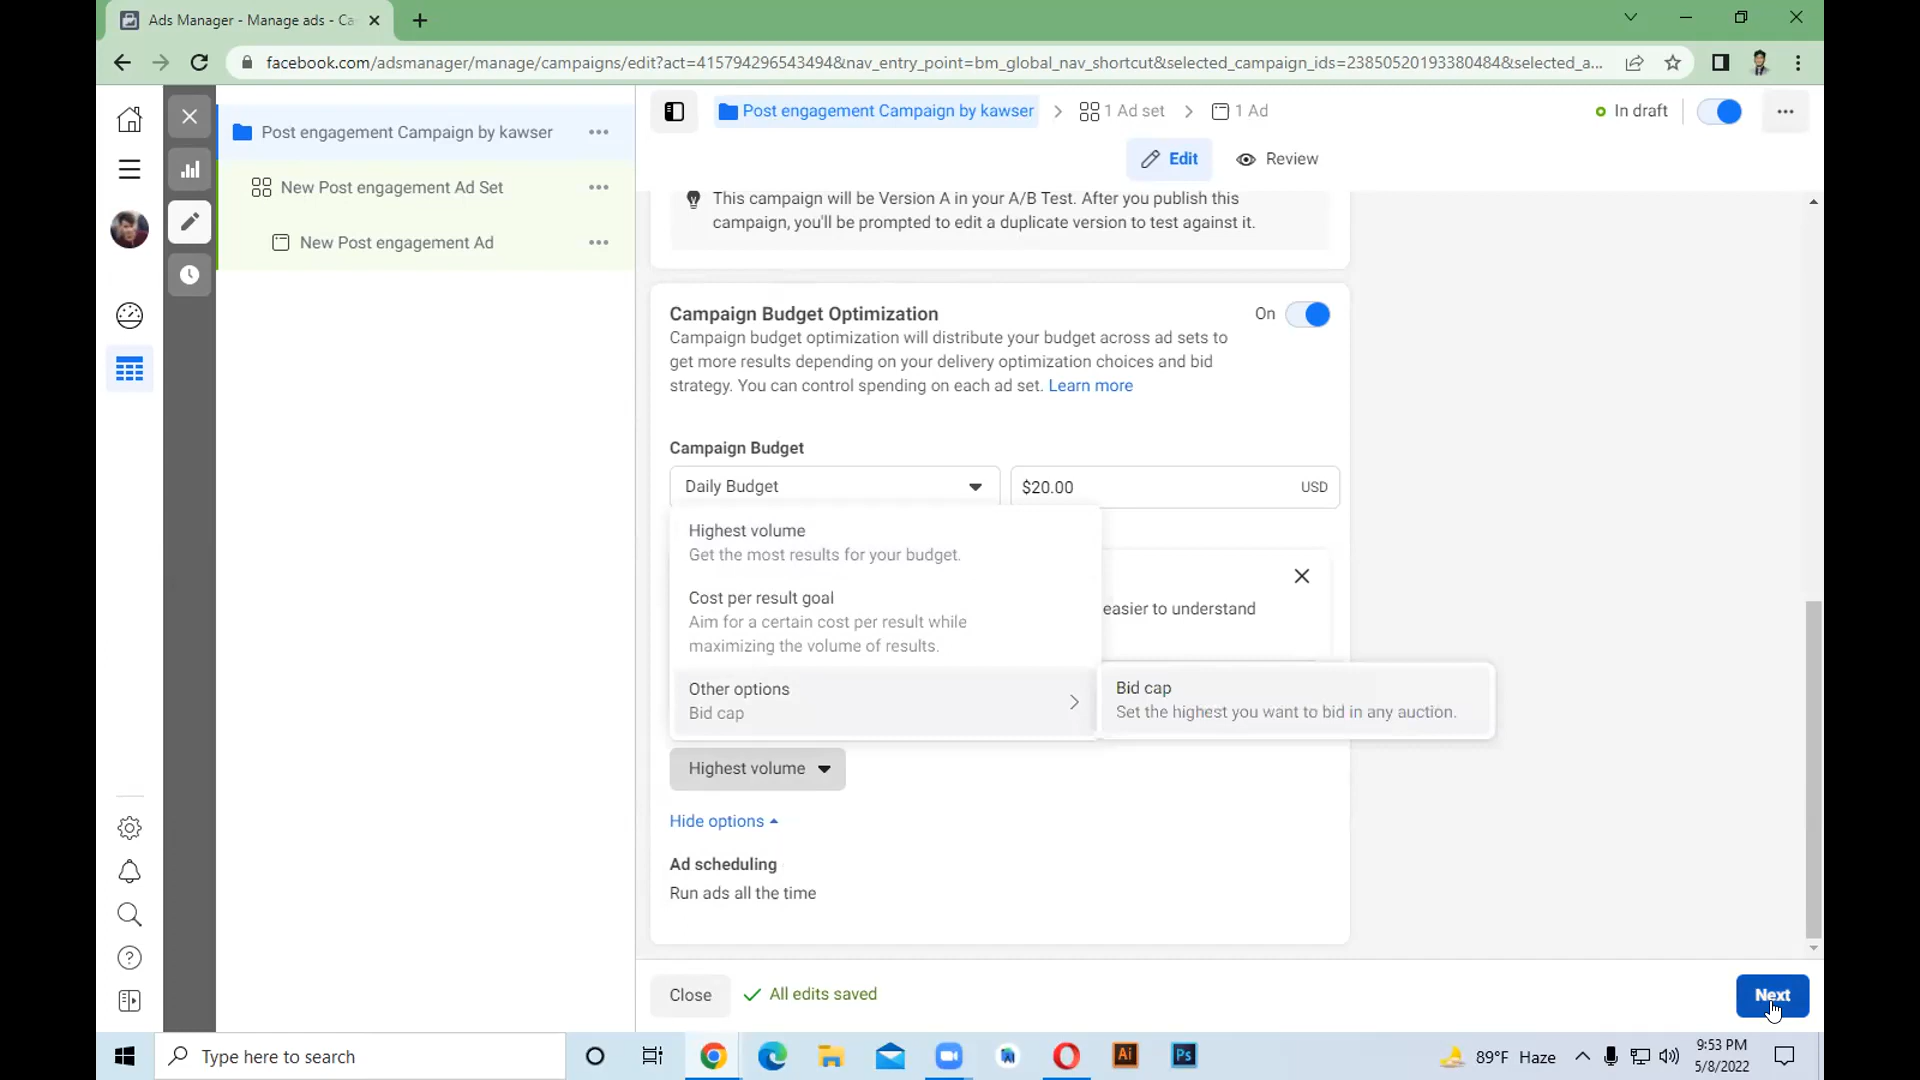 Ads Manager - Manage ads - Ca
facebook.com/adsmanager/manage/campaigns/edit?act=415794296543494&nav_entry_point=bm_global_nav_shortcut&selected_campaign_ids=23850520193380484&selected_a...
Post engagement Campaign by kawser
New Post engagement Ad Set
New Post engagement Ad
Post engagement Campaign by kawser
1 Ad set
1 Ad
In draft
Edit
Review
This campaign will be Version A in your A/B Test. After you publish this
campaign, you'll be prompted to edit a duplicate version to test against it.
Campaign Budget Optimization
On
Campaign budget optimization will distribute your budget across ad sets to
get more results depending on your delivery optimization choices and bid
strategy. You can control spending on each ad set. Learn more
Campaign Budget
Daily Budget
$20.00
USD
Highest volume
Get the most results for your budget.
Cost per result goal
Aim for a certain cost per result while
maximizing the volume of results.
easier to understand
Other options
Bid cap
Bid cap
Set the highest you want to bid in any auction.
Highest volume
Hide options
Ad scheduling
Run ads all the time
Close
All edits saved
Next
Type here to search
Ai
Ps
89°F Haze
9:53 PM
5/8/2022